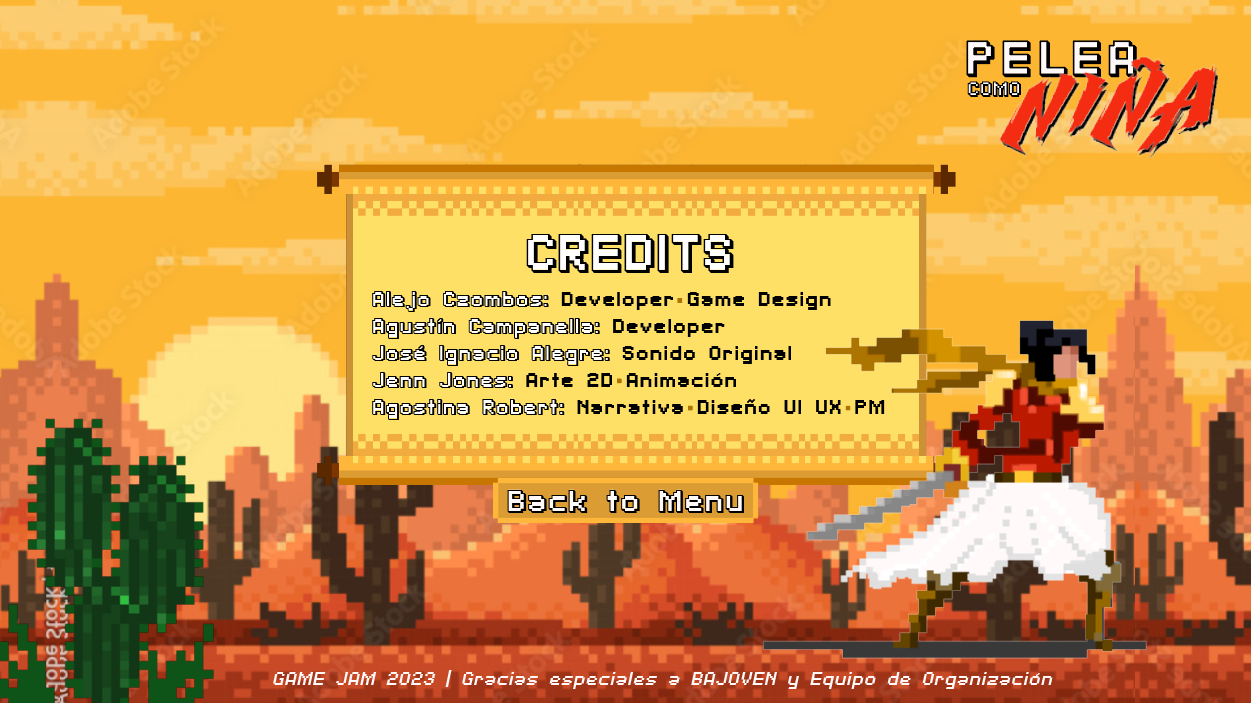 PELEA
COMO
NIÑA
CREDITS
Alejo Czombos: Developer·Game Design
Agustín Campanella: Developer
José Ignacio Alegre: Sonido Original
Jenn Jones: Arte 2D·Animación
Agostina Robert: Narrativa·Diseño UI UX·PM
Back to Menu
GAME JAM 2023 | Gracias especiales a BAJOVEN y Equipo de Organización
Adobe Stock